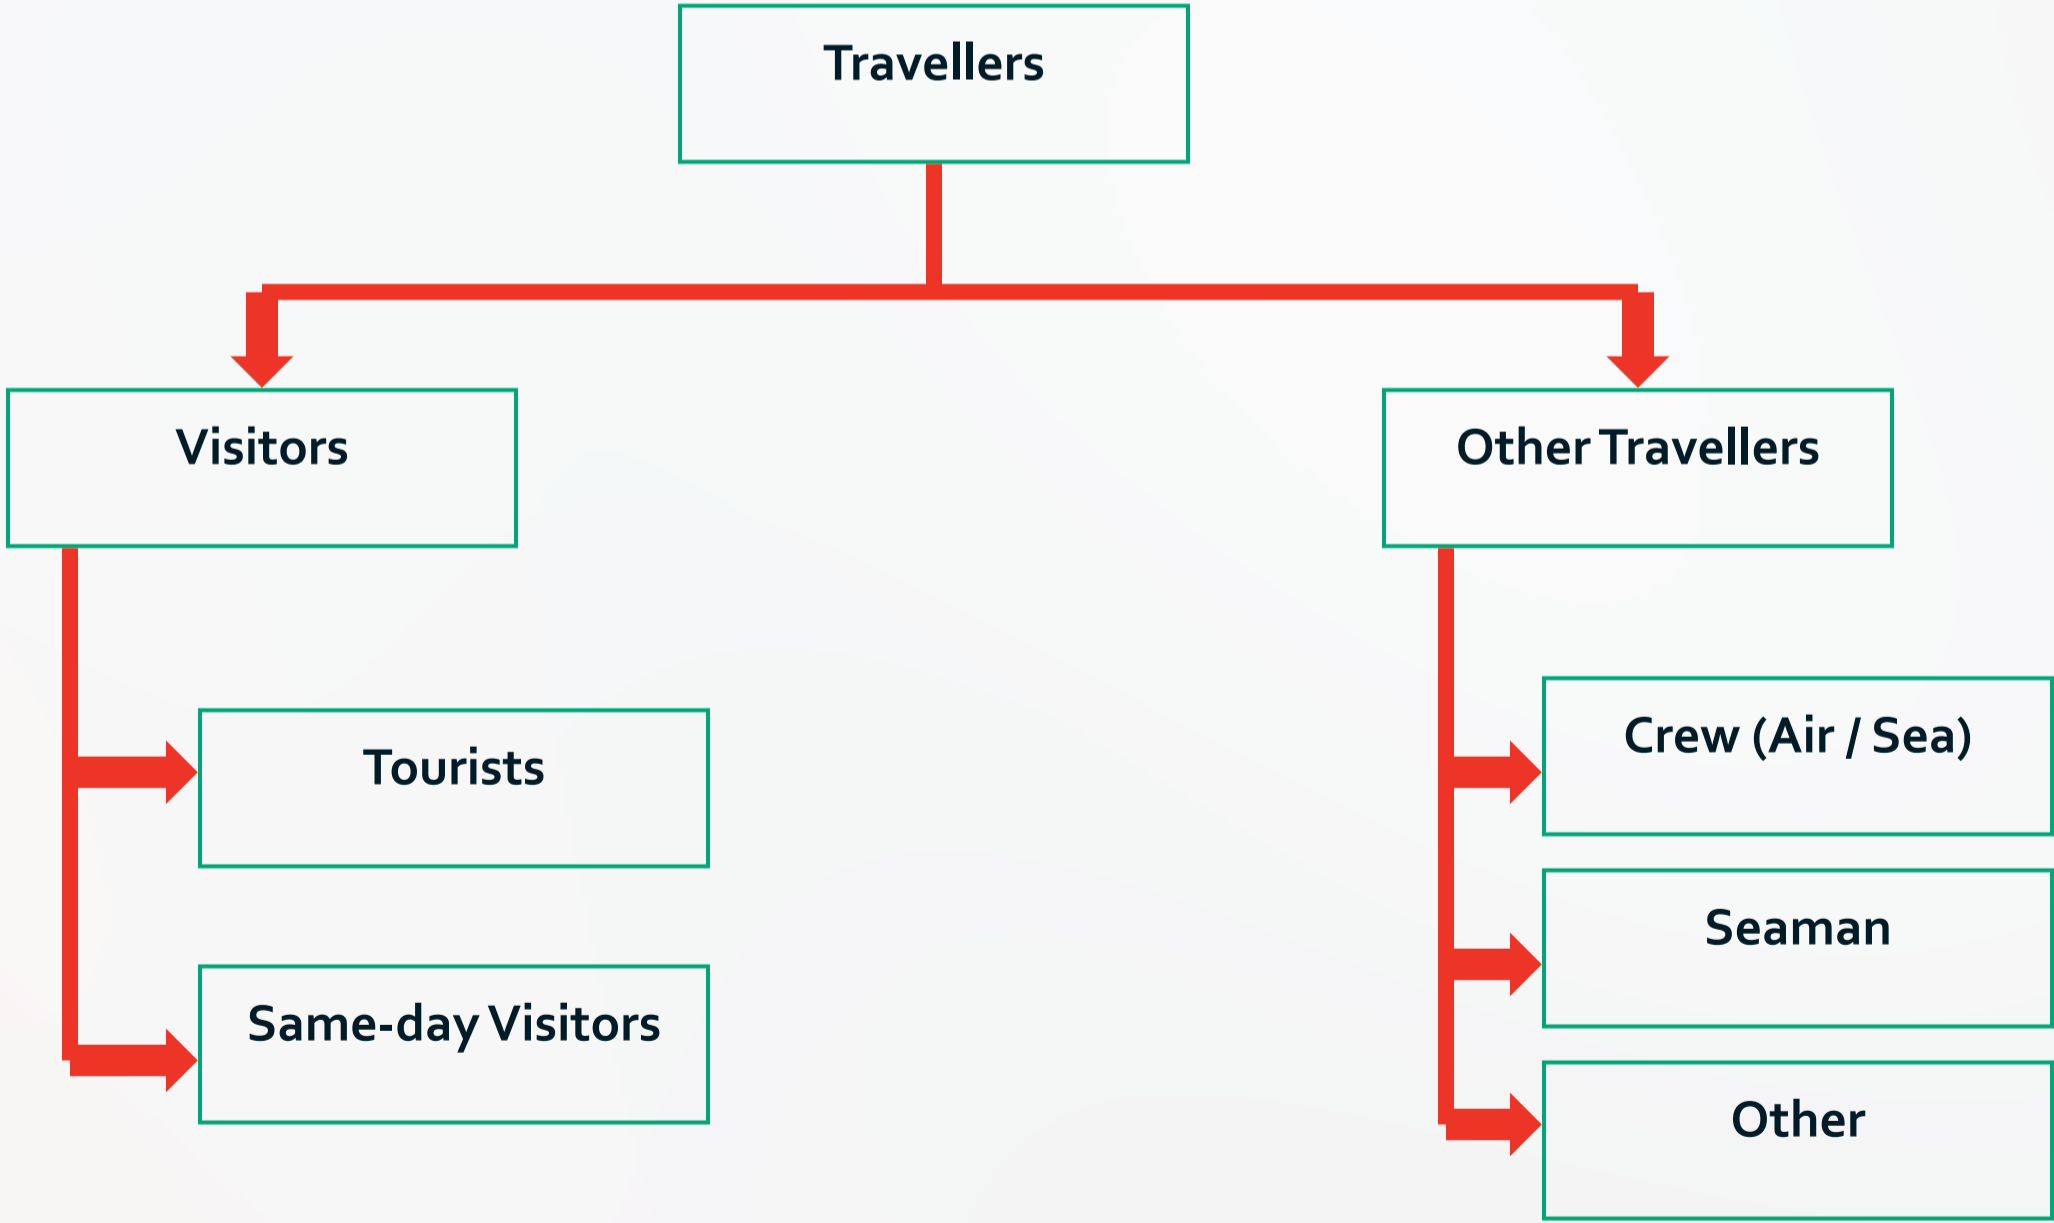 Travellers
Visitors
Other Travellers
Tourists
Same-day Visitors
Crew (Air / Sea)
Seaman
Other